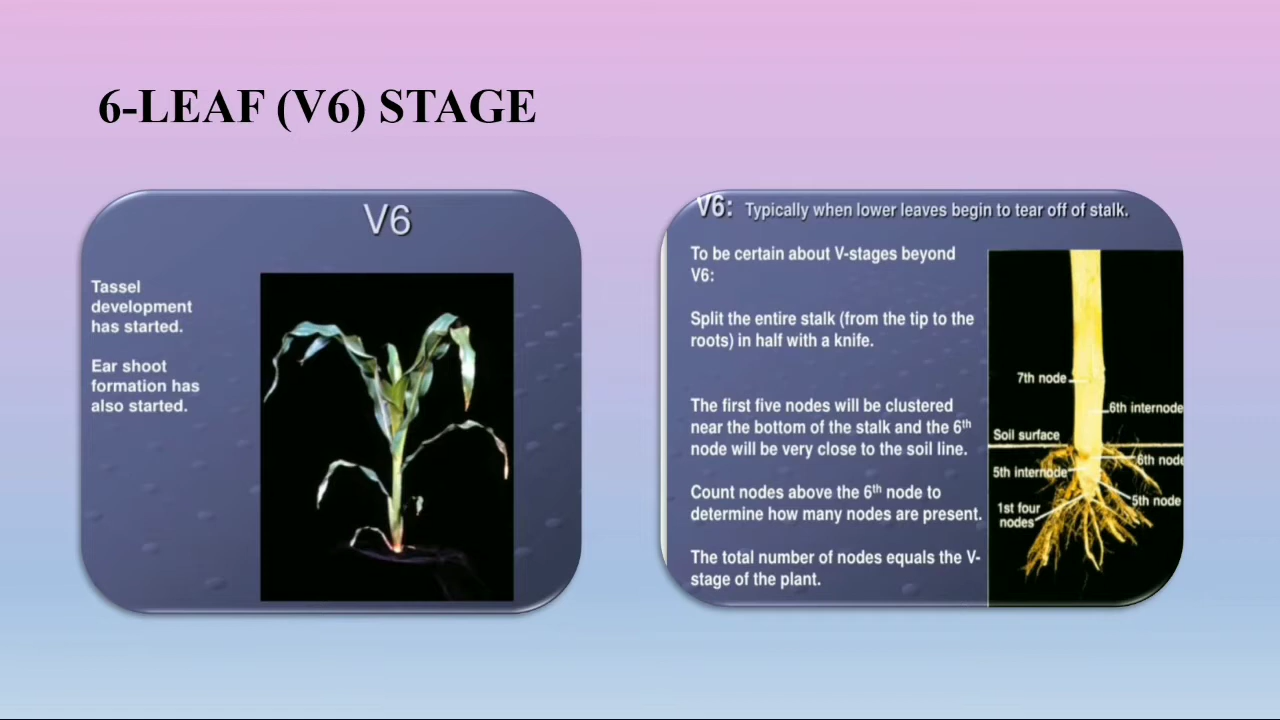 6-LEAF (V6) STAGE
V6
Tassel
development
has started.
Ear shoot
formation has
also started.
V6: Typically when lower leaves begin to tear off of stalk.
To be certain about V-stages beyond
V6:
Split the entire stalk (from the tip to the
roots) in half with a knife.
The first five nodes will be clustered
near the bottom of the stalk and the 6th
node will be very close to the soil line.
Count nodes above the 6th node to
determine how many nodes are present.
The total number of nodes equals the V-
stage of the plant.
7th node
6th internode
Soil surface
6th node
5th internode
5th node
1st four
nodes